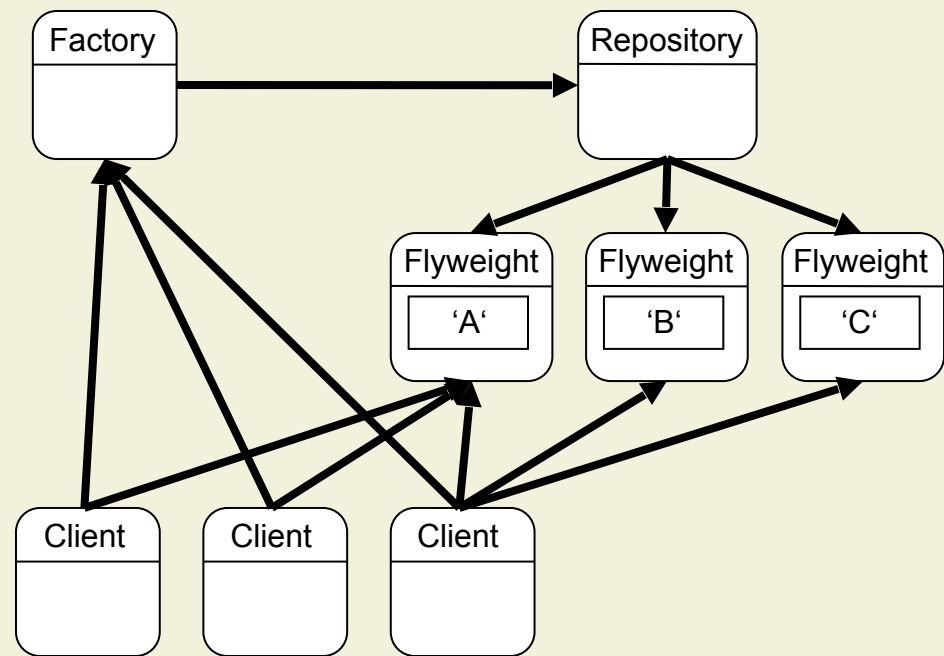 Factory
Repository
Flyweight
Flyweight
Flyweight
‘A‘
‘B‘
‘C‘
Client
Client
Client